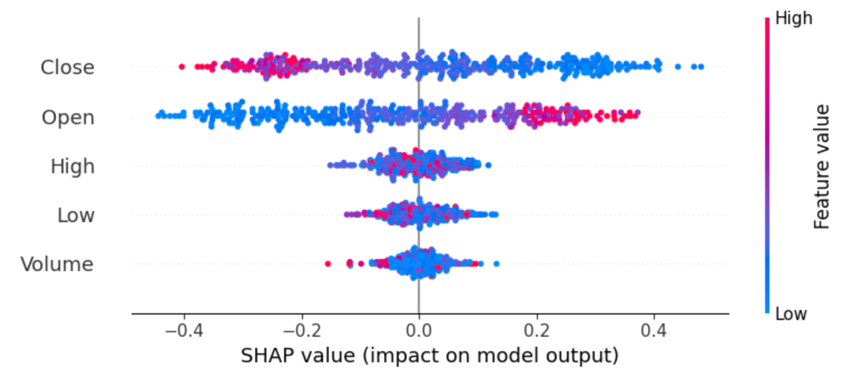 High
Close
Open
High
Low
Volume
Feature value
Low
−0.4 −0.2 0.0 0.2 0.4
SHAP value (impact on model output)